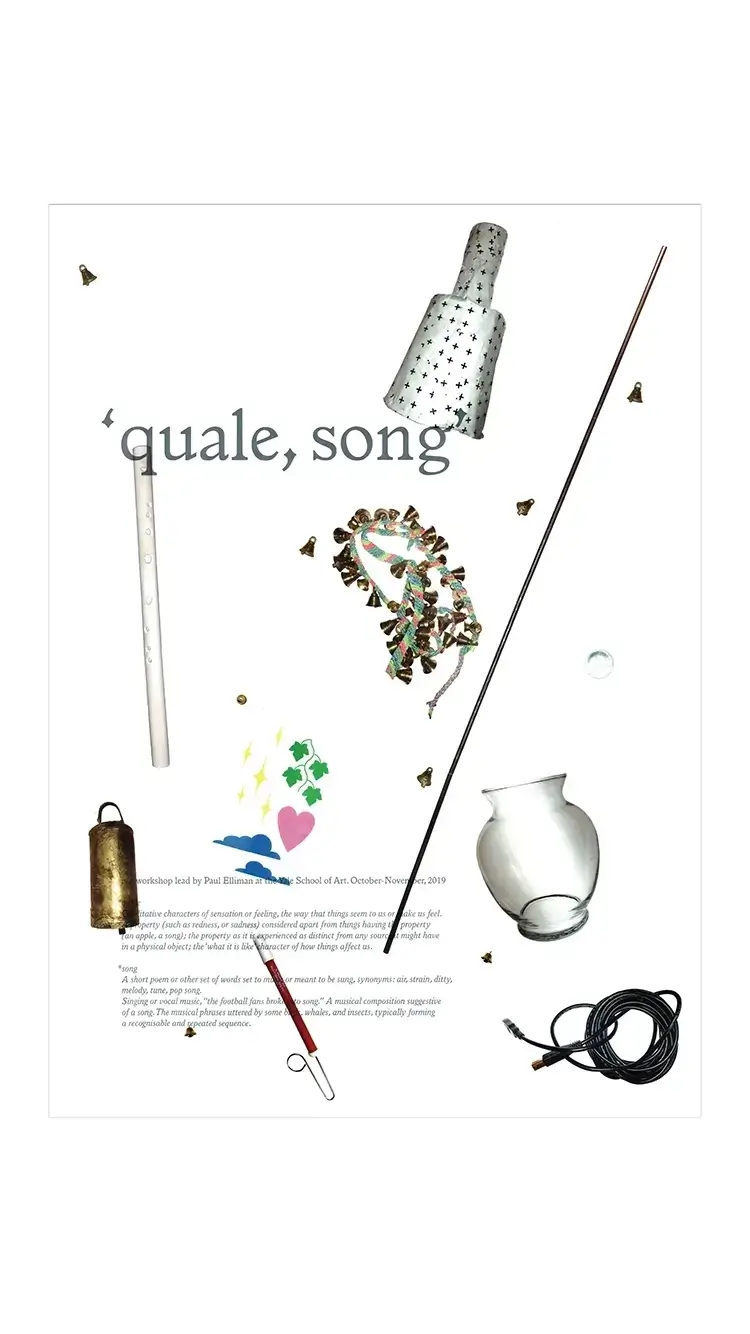 ‘quale, song’
workshop lead by Paul Elliman at the Yale School of Art. October-November, 2019
characters of sensation or feeling, the way that things seem to us or make us feel.
property (such as redness, or sadness) considered apart from things having the property
(an apple, a song); the property as it is experienced as distinct from any source it might have
in a physical object; the ‘what it is like’ character of how things affect us.
*song
A short poem or other set of words set to music or meant to be sung, synonyms: air, strain, ditty,
melody, tune, pop song.
Singing or vocal music, “the football fans broke into song.” A musical composition suggestive
of a song. The musical phrases uttered by some birds, whales, and insects, typically forming
a recognisable and repeated sequence.